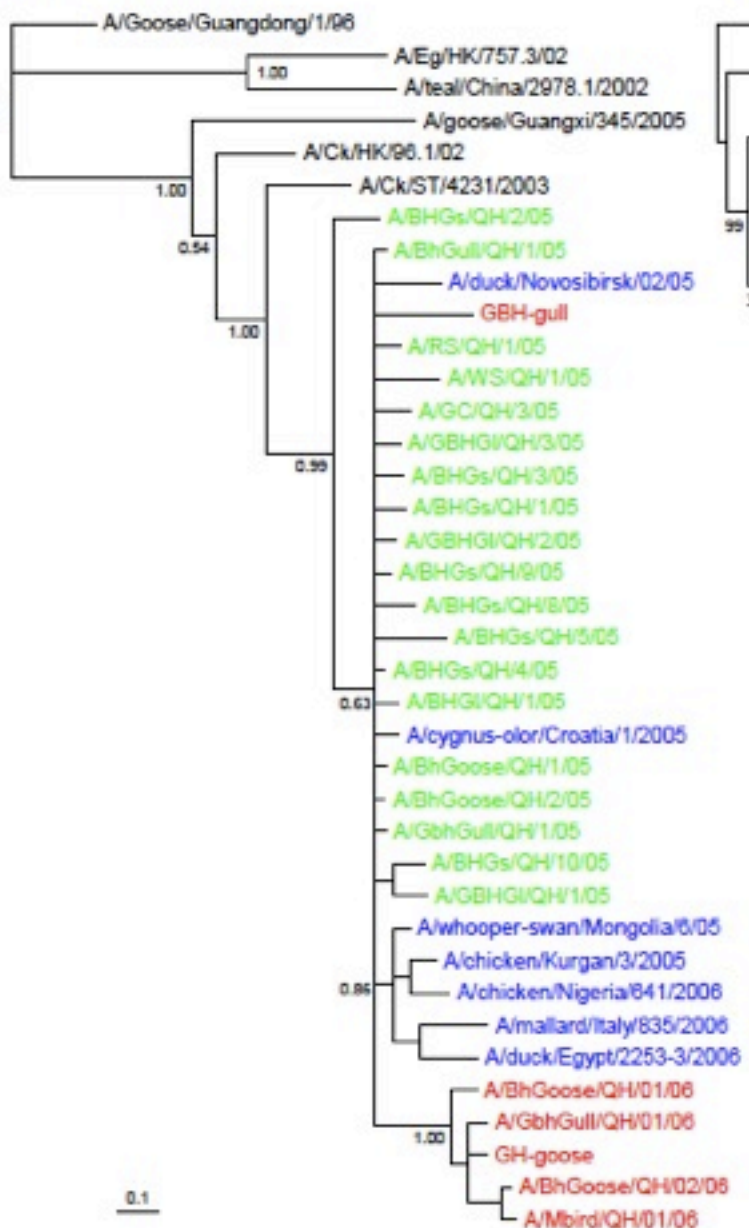 A/Goose/Guangdong/1/96
A/Eg/HK/757.3/02
1.00
A/teal/China/2978.1/2002
A/goose/Guangxi/345/2005
A/Ck/HK/96.1/02
1.00
A/Ck/ST/4231/2003
A/BHGs/QH/2/05
99
0.54
A/BhGull/QH/1/05
A/duck/Novosibirsk/02/05
GBH-gull
1.00
A/RS/QH/1/05
A/WS/QH/1/05
A/GC/QH/3/05
A/GBHGl/QH/3/05
0.99
A/BHGs/QH/3/05
A/BHGs/QH/1/05
A/GBHGl/QH/2/05
A/BHGs/QH/9/05
A/BHGs/QH/8/05
A/BHGs/QH/5/05
A/BHGs/QH/4/05
0.63
A/BHGl/QH/1/05
A/cygnus-olor/Croatia/1/2005
A/BhGoose/QH/1/05
A/BhGoose/QH/2/05
A/GbhGull/QH/1/05
A/BHGs/QH/10/05
A/GBHGl/QH/1/05
A/whooper-swan/Mongolia/6/05
A/chicken/Kurgan/3/2005
0.86
A/chicken/Nigeria/641/2006
A/mallard/Italy/835/2006
A/duck/Egypt/2253-3/2006
A/BhGoose/QH/01/06
A/GbhGull/QH/01/06
1.00
GH-goose
A/BhGoose/QH/02/06
0.1
A/Mbird/QH/01/06